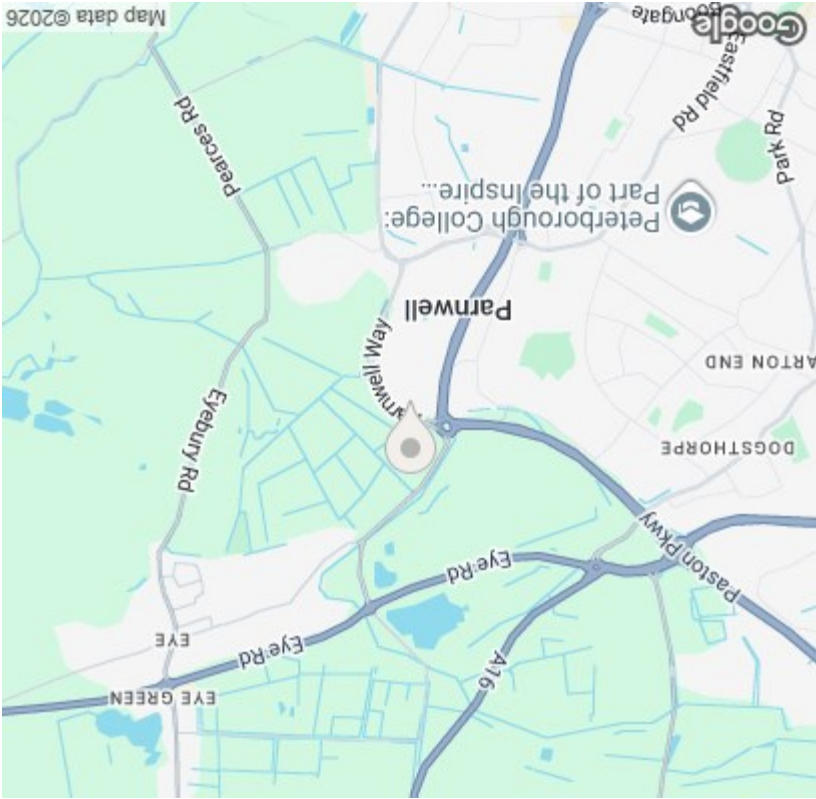 A16
EYE GREEN
Eye Rd
EYE
Eye Rd
Paston Pkwy
DOGSTHORPE
Eyebury Rd
ARTON END
Parnwell Way
Parnwell
Peterborough College:
Part of the Inspire...
Park Rd
Eastfield Rd
Pearces Rd
Boongate
Google
Map data ©2026